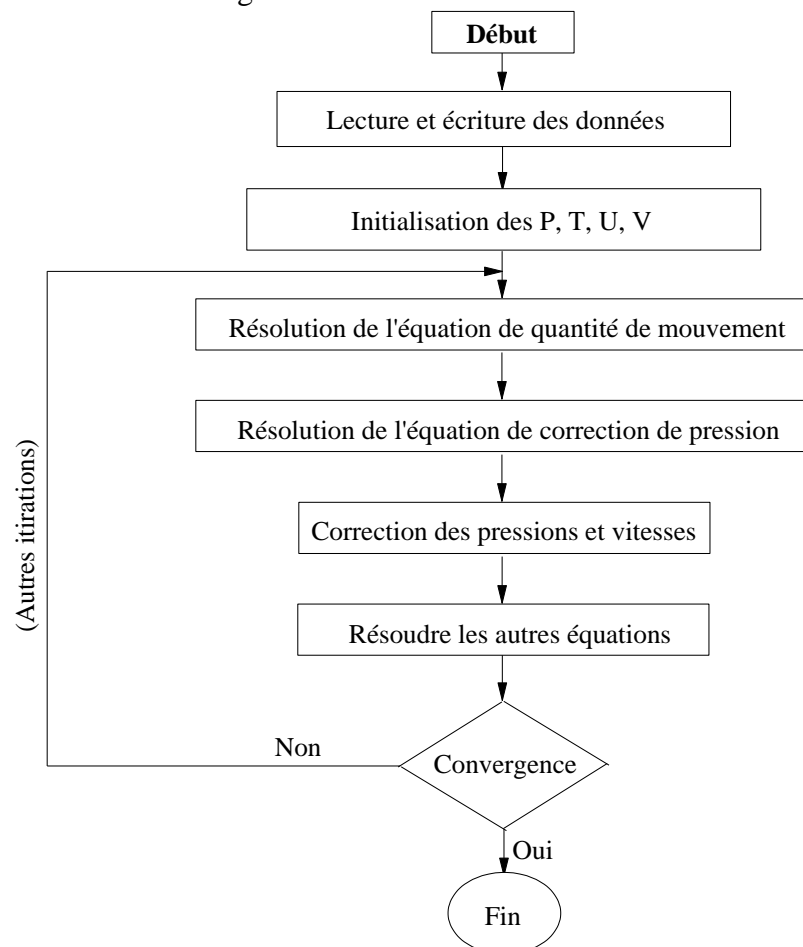 Début
Lecture et écriture des données
Initialisation des P, T, U, V
Résolution de l'équation de quantité de mouvement
Résolution de l'équation de correction de pression
Correction des pressions et vitesses
(Autres itirations)
Résoudre les autres équations
Non
Convergence
Oui
Fin